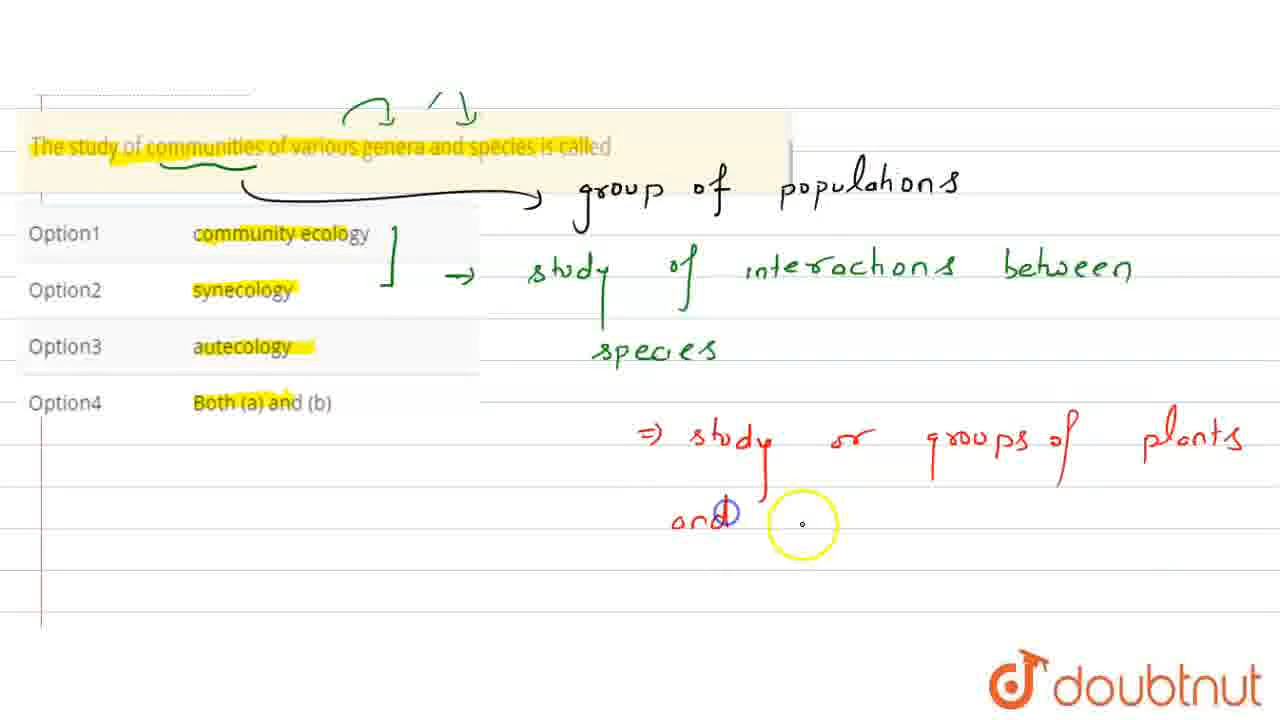 The study of communities of various genera and species is called
group of populations
Option1 community ecology
Option2 synecology
→ study of interactions between
species
Option3 autecology
Option4 Both (a) and (b)
⇒ study or groups of plants
and
doubtnut